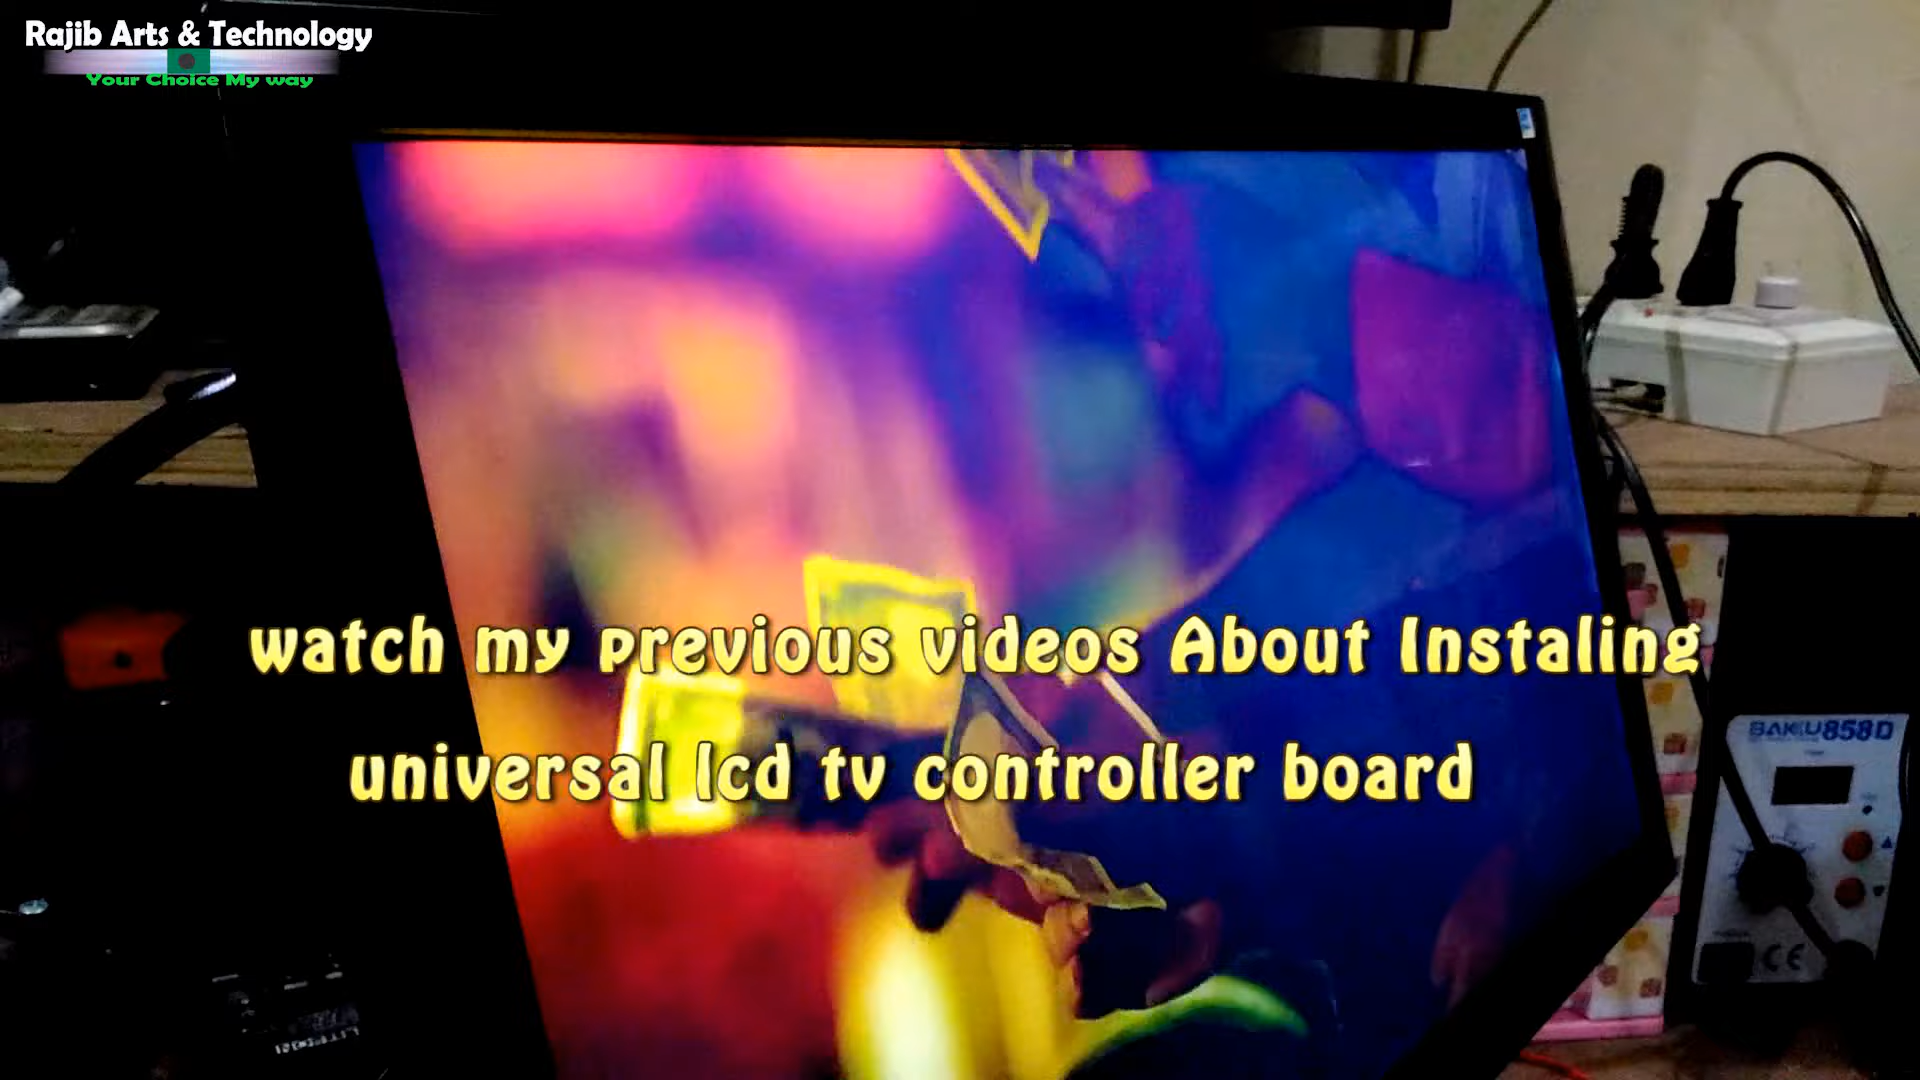 Rajib Arts & Technology
Your Choice My way
watch my previous videos About Instaling
universal lcd tv controller board
BAKU 858D
CE